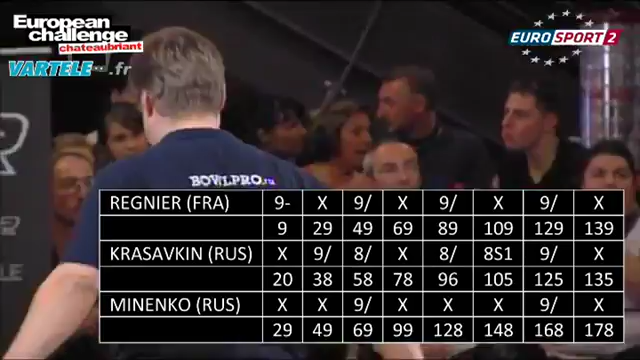 European
challenge
chateaubriant
VARTELE.fr
EUROSPORT 2
BOWLPRO.ru
REGNIER (FRA) 9- X 9/ X 9/ X 9/ X
9 29 49 69 89 109 129 139
KRASAVKIN (RUS) X 9/ 8/ X 8/ 8S1 9/ X
20 38 58 78 96 105 125 135
MINENKO (RUS) X X 9/ X X X 9/ X
29 49 69 99 128 148 168 178